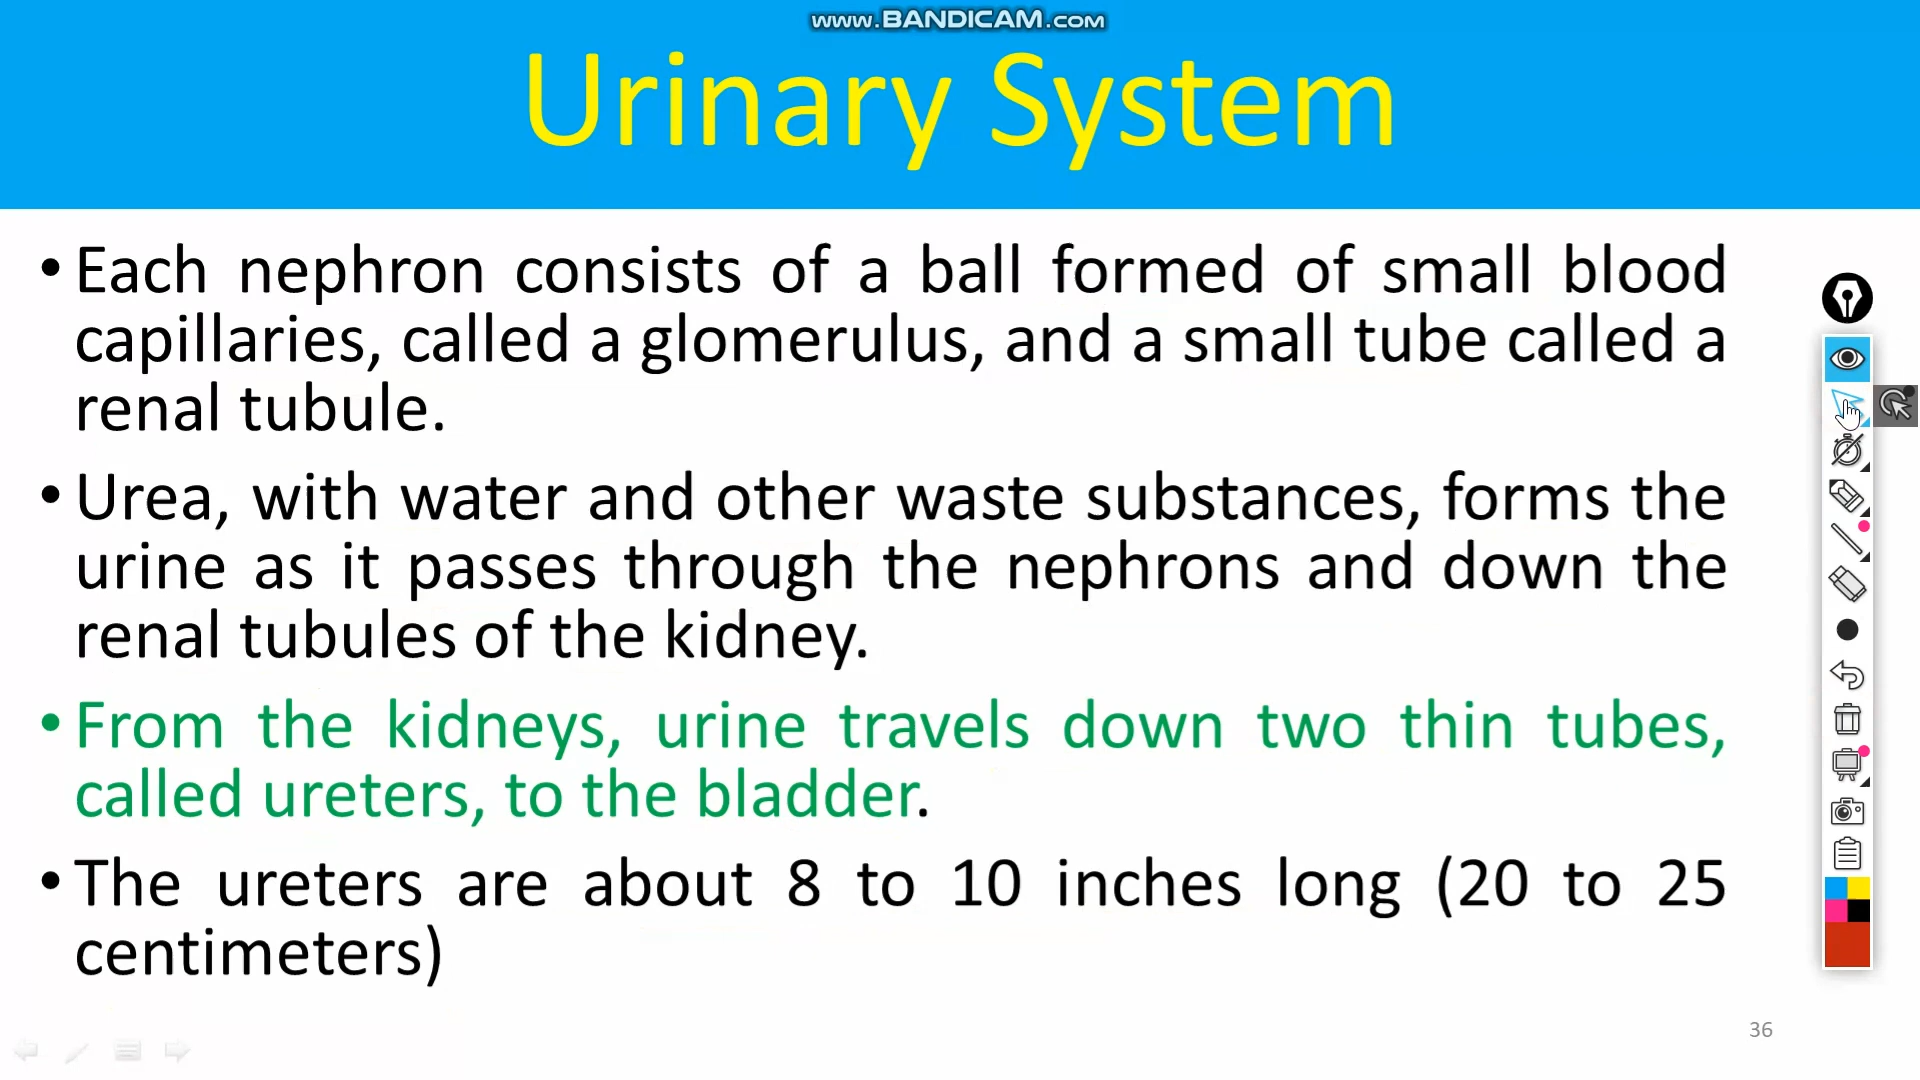 www.BANDICAM.com
Urinary System
• Each nephron consists of a ball formed of small blood
capillaries, called a glomerulus, and a small tube called a
renal tubule.
• Urea, with water and other waste substances, forms the
urine as it passes through the nephrons and down the
renal tubules of the kidney.
• From the kidneys, urine travels down two thin tubes,
called ureters, to the bladder.
• The ureters are about 8 to 10 inches long (20 to 25
centimeters)
36